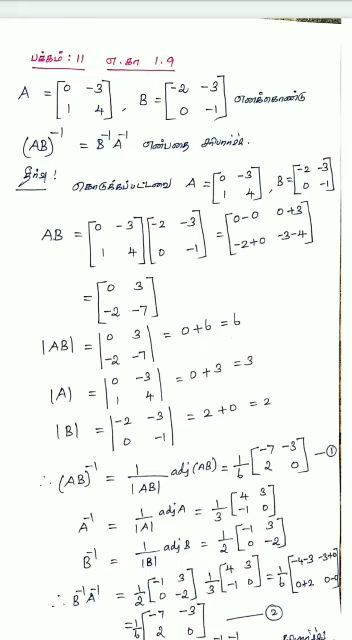 பக்கம் : 11 எ.கா 1.9
A = [0 -3; 1 4], B = [-2 -3; 0 -1] எனக்கொண்டு
(AB)^-1 = B^-1 A^-1 என்பதை சரிபார்க்க.
தீர்வு! கொடுக்கப்பட்டவை A = [0 -3; 1 4], B = [-2 -3; 0 -1]
AB = [0 -3; 1 4] [-2 -3; 0 -1] = [0-0 0+3; -2+0 -3-4]
= [0 3; -2 -7]
|AB| = |0 3; -2 -7| = 0+6 = 6
|A| = |0 -3; 1 4| = 0+3 = 3
|B| = |-2 -3; 0 -1| = 2+0 = 2
∴ (AB)^-1 = 1/|AB| adj(AB) = 1/6 [-7 -3; 2 0] —①
A^-1 = 1/|A| adj A = 1/3 [4 3; -1 0]
B^-1 = 1/|B| adj B = 1/2 [-1 3; 0 -2]
∴ B^-1 A^-1 = 1/2 [-1 3; 0 -2] 1/3 [4 3; -1 0] = 1/6 [-4-3 -3+0; 0+2 0-0]
= 1/6 [-7 -3; 2 0] —②